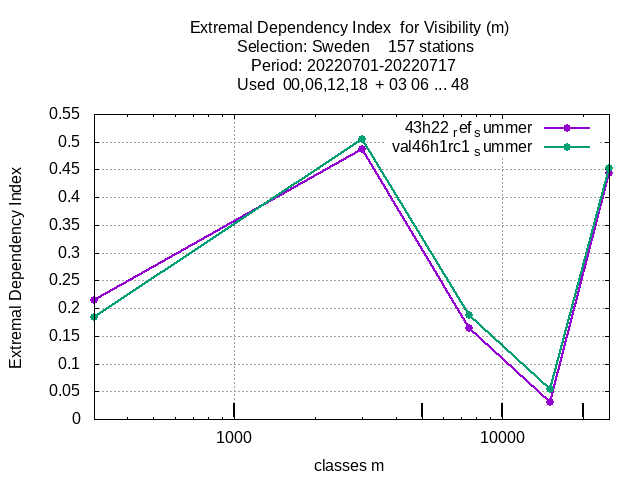 Extremal Dependency Index for Visibility (m)
Selection: Sweden 157 stations
Period: 20220701-20220717
Used 00,06,12,18 + 03 06 ... 48
43h22 ref summer
val46h1rc1 summer
0.55
0.5
0.45
0.4
0.35
0.3
0.25
0.2
0.15
0.1
0.05
0
Extremal Dependency Index
1000 10000
classes m